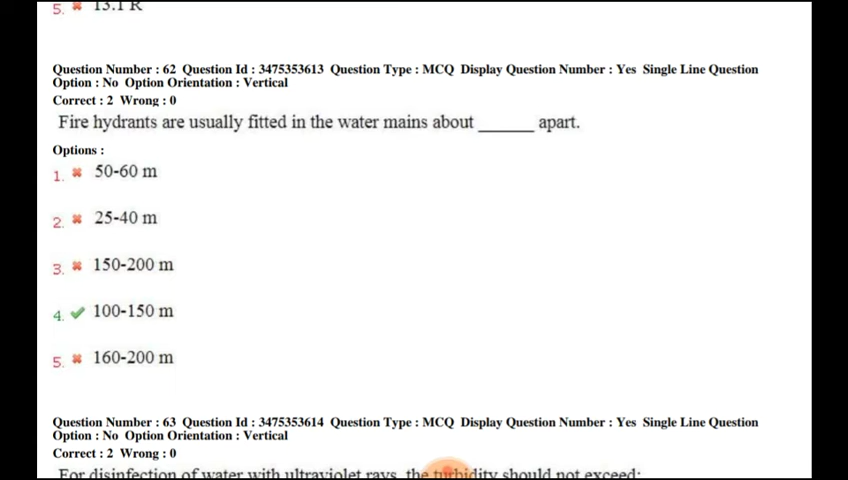 5. 13.1 R
Question Number : 62 Question Id : 3475353613 Question Type : MCQ Display Question Number : Yes Single Line Question
Option : No Option Orientation : Vertical
Correct : 2 Wrong : 0
Fire hydrants are usually fitted in the water mains about ______ apart.
Options :
1. 50-60 m
2. 25-40 m
3. 150-200 m
4. 100-150 m
5. 160-200 m
Question Number : 63 Question Id : 3475353614 Question Type : MCQ Display Question Number : Yes Single Line Question
Option : No Option Orientation : Vertical
Correct : 2 Wrong : 0
For disinfection of water with ultraviolet rays, the turbidity should not exceed: